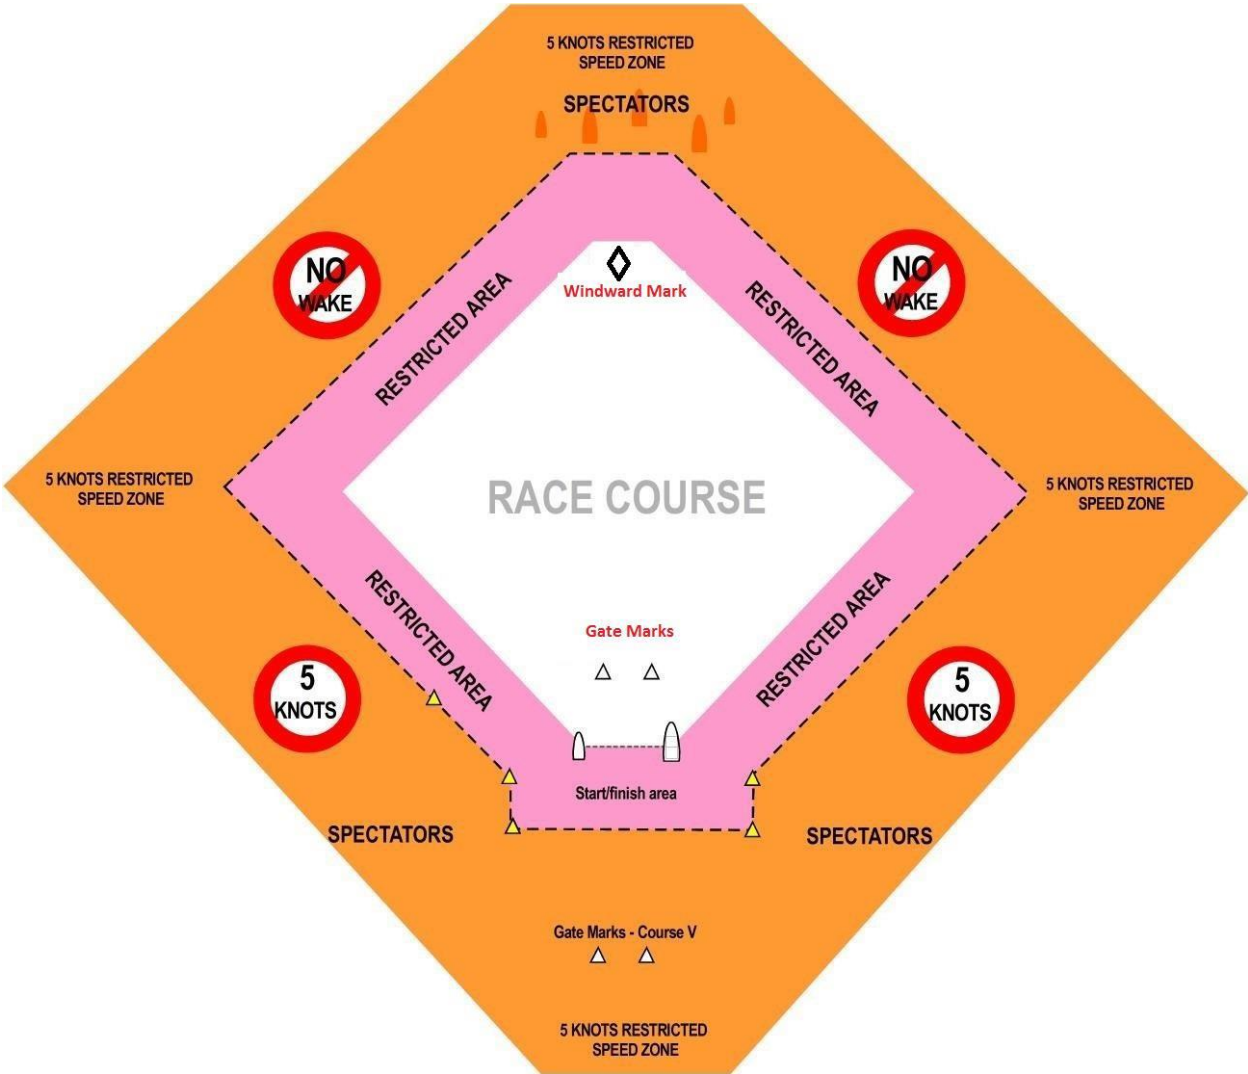 5 KNOTS RESTRICTED
SPEED ZONE
SPECTATORS
NO
WAKE
NO
WAKE
RESTRICTED AREA
Windward Mark
RESTRICTED AREA
5 KNOTS RESTRICTED
SPEED ZONE
RACE COURSE
5 KNOTS RESTRICTED
SPEED ZONE
RESTRICTED AREA
Gate Marks
RESTRICTED AREA
5
KNOTS
5
KNOTS
Start/finish area
SPECTATORS
SPECTATORS
Gate Marks - Course V
5 KNOTS RESTRICTED
SPEED ZONE